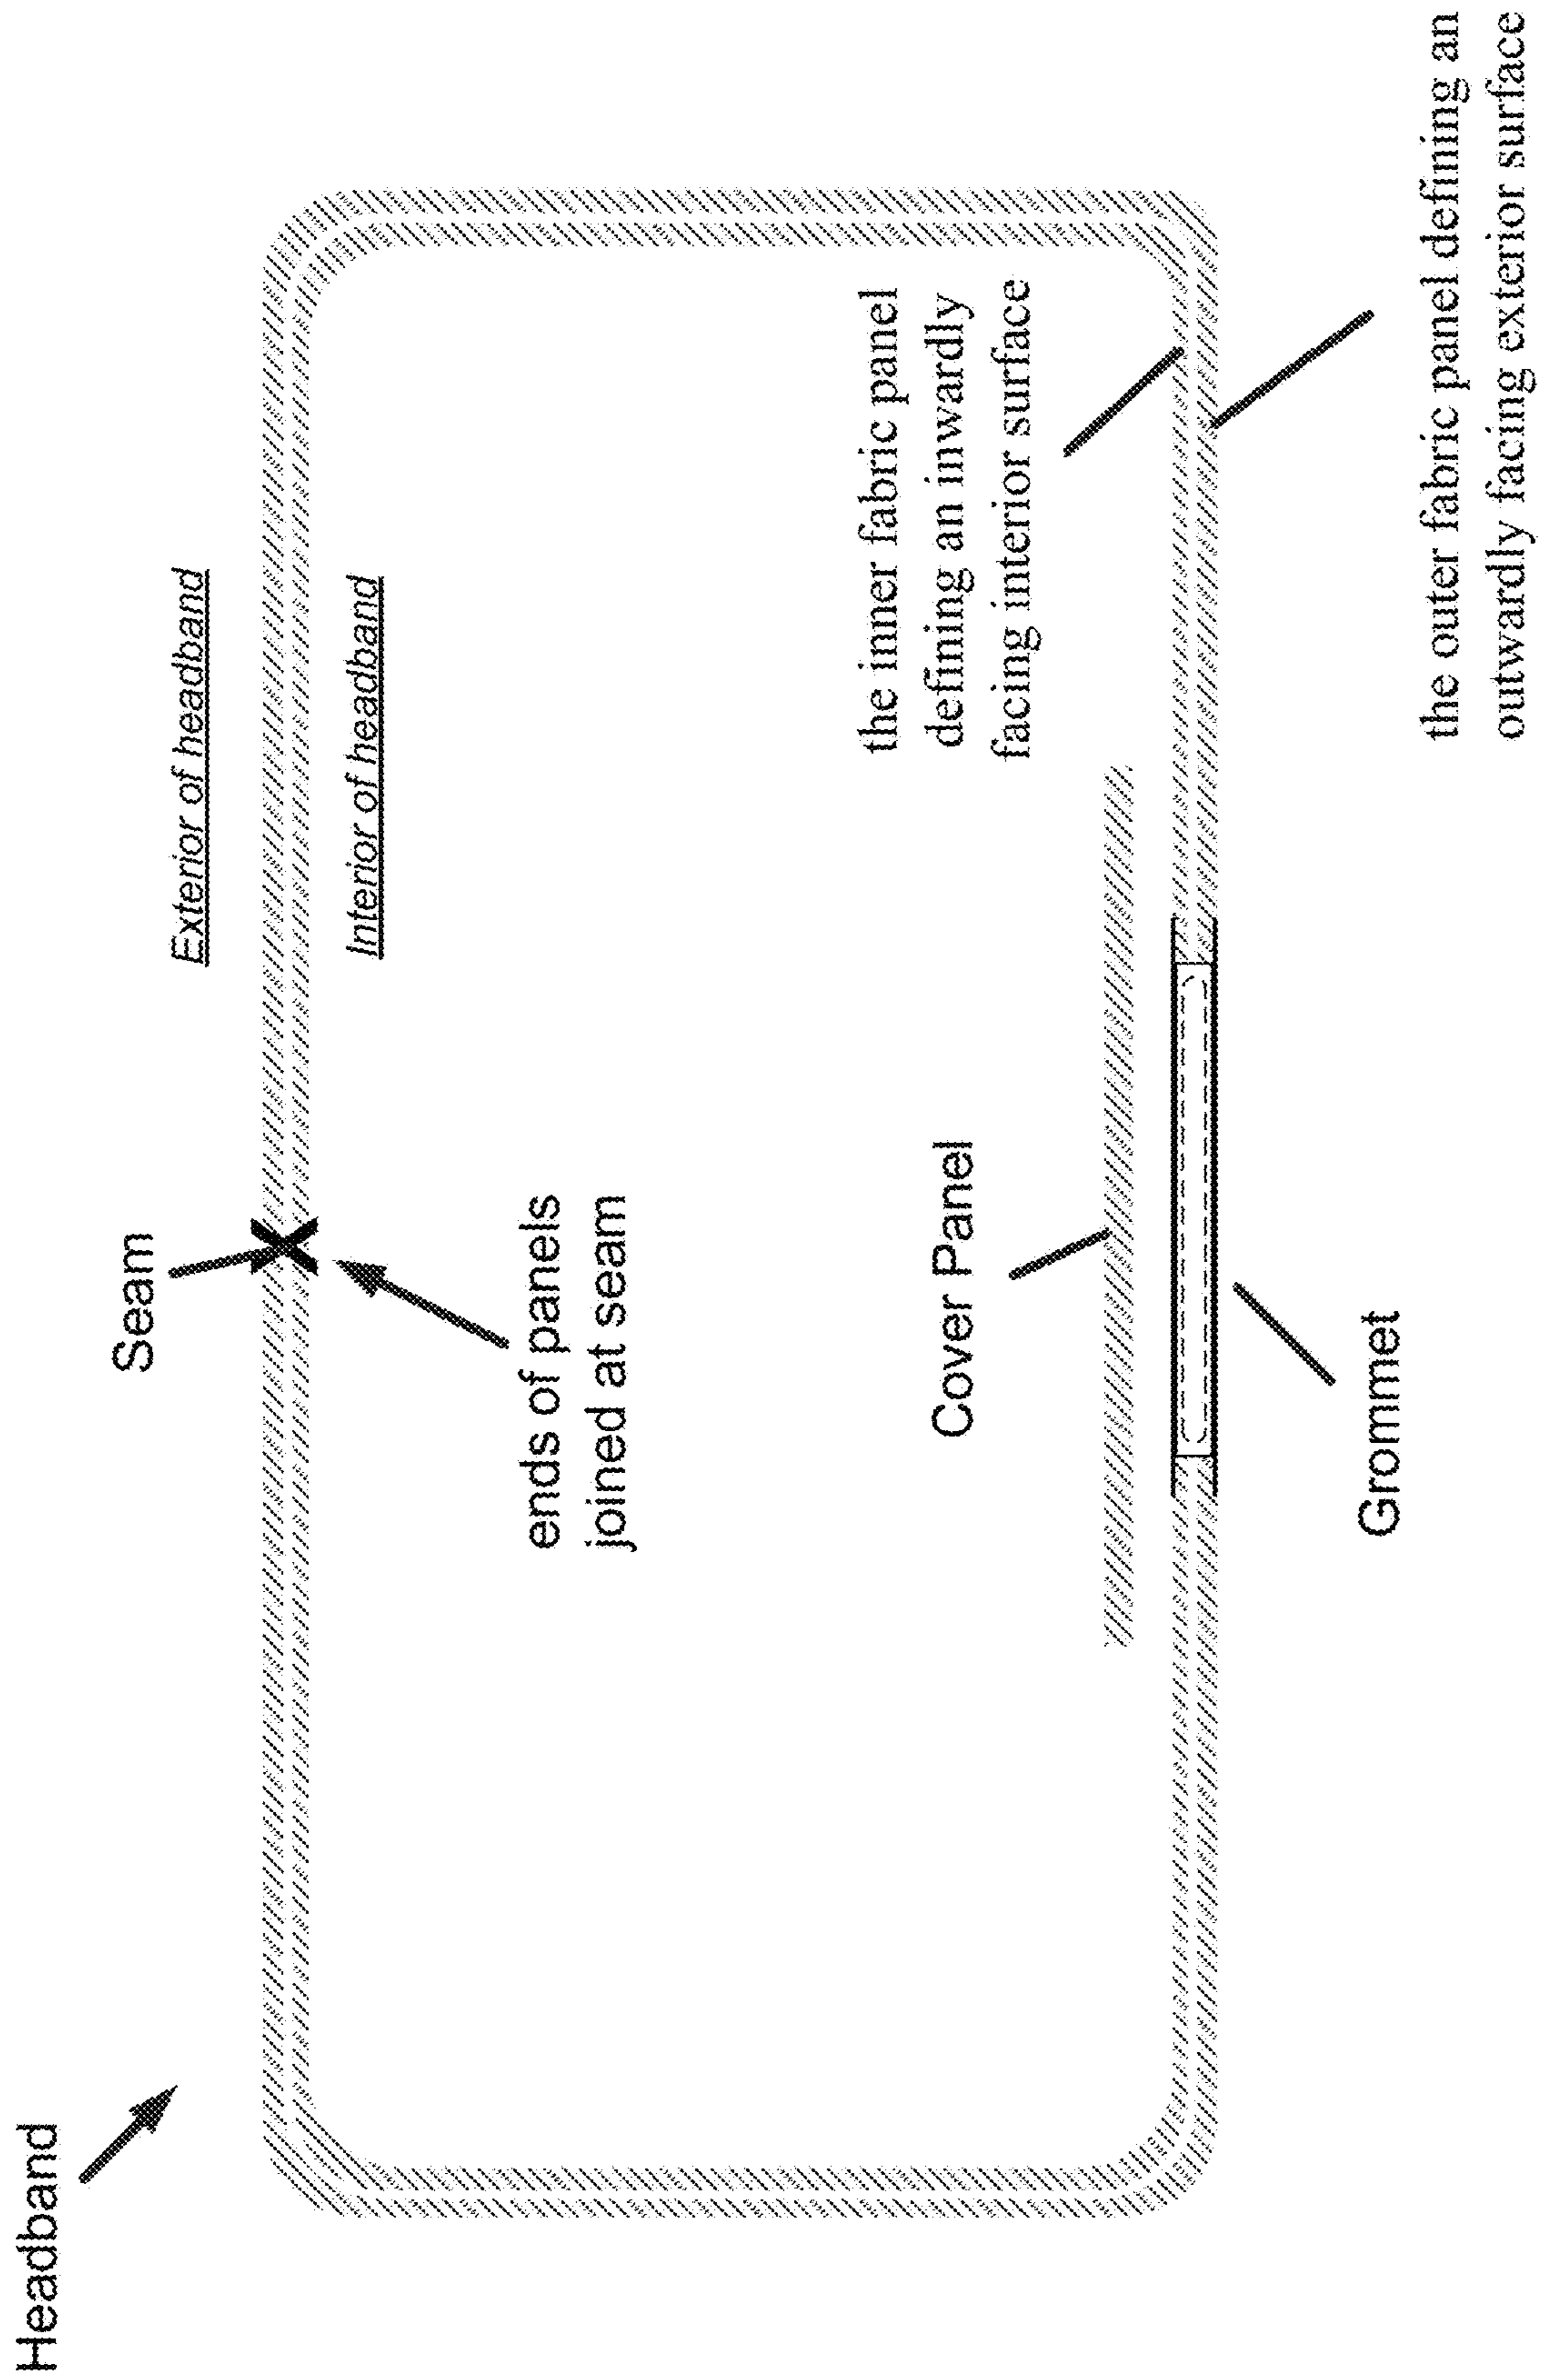 Headband
Seam
Exterior of headband
Interior of headband
ends of panels
joined at seam
the inner fabric panel
defining an inwardly
facing interior surface
Cover Panel
Grommet
the outer fabric panel defining an
outwardly facing exterior surface